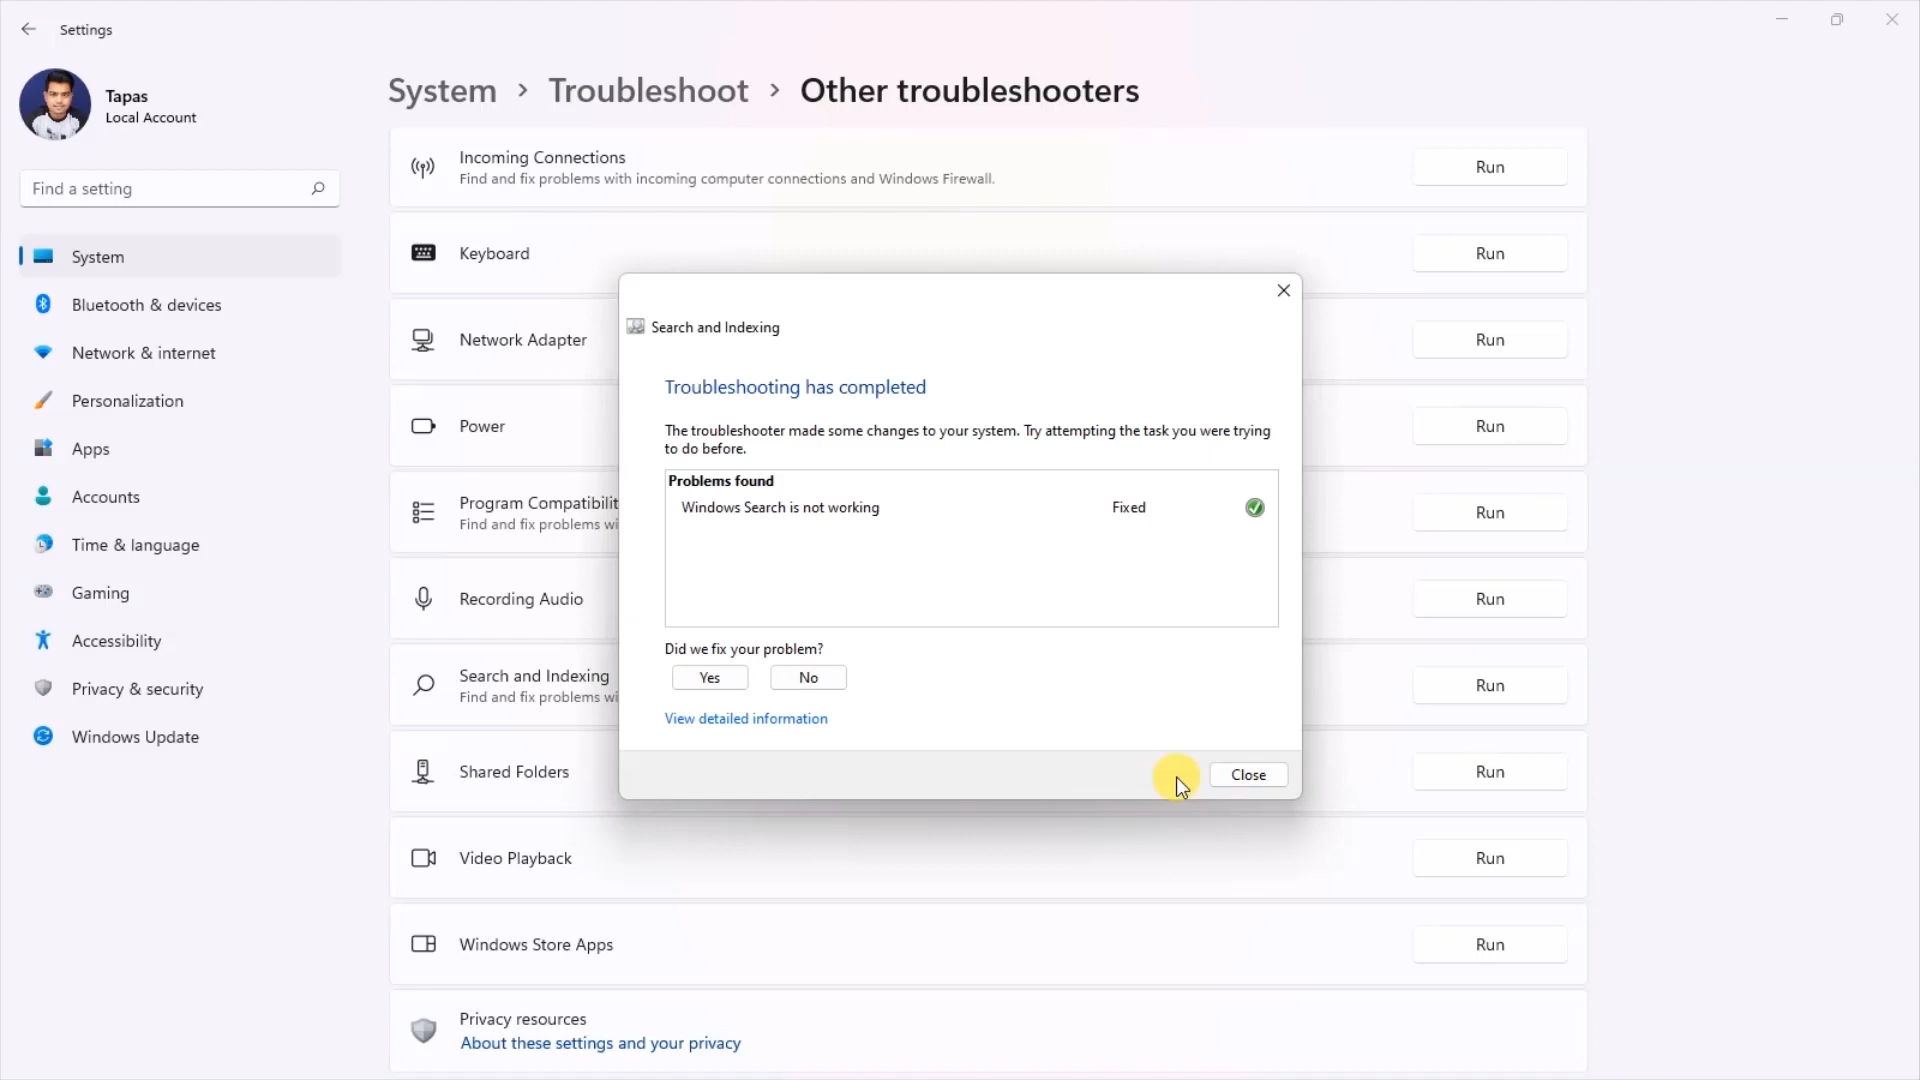 Settings
Tapas
Local Account
Find a setting
System
Bluetooth & devices
Network & internet
Personalization
Apps
Accounts
Time & language
Gaming
Accessibility
Privacy & security
Windows Update
System > Troubleshoot > Other troubleshooters
Incoming Connections
Find and fix problems with incoming computer connections and Windows Firewall.
Run
Keyboard
Run
Network Adapter
Run
Power
Run
Program Compatibilit
Find and fix problems wi
Run
Recording Audio
Run
Search and Indexing
Find and fix problems wi
Run
Shared Folders
Run
Video Playback
Run
Windows Store Apps
Run
Privacy resources
About these settings and your privacy
Search and Indexing
Troubleshooting has completed
The troubleshooter made some changes to your system. Try attempting the task you were trying
to do before.
Problems found
Windows Search is not working Fixed
Did we fix your problem?
Yes No
View detailed information
Close